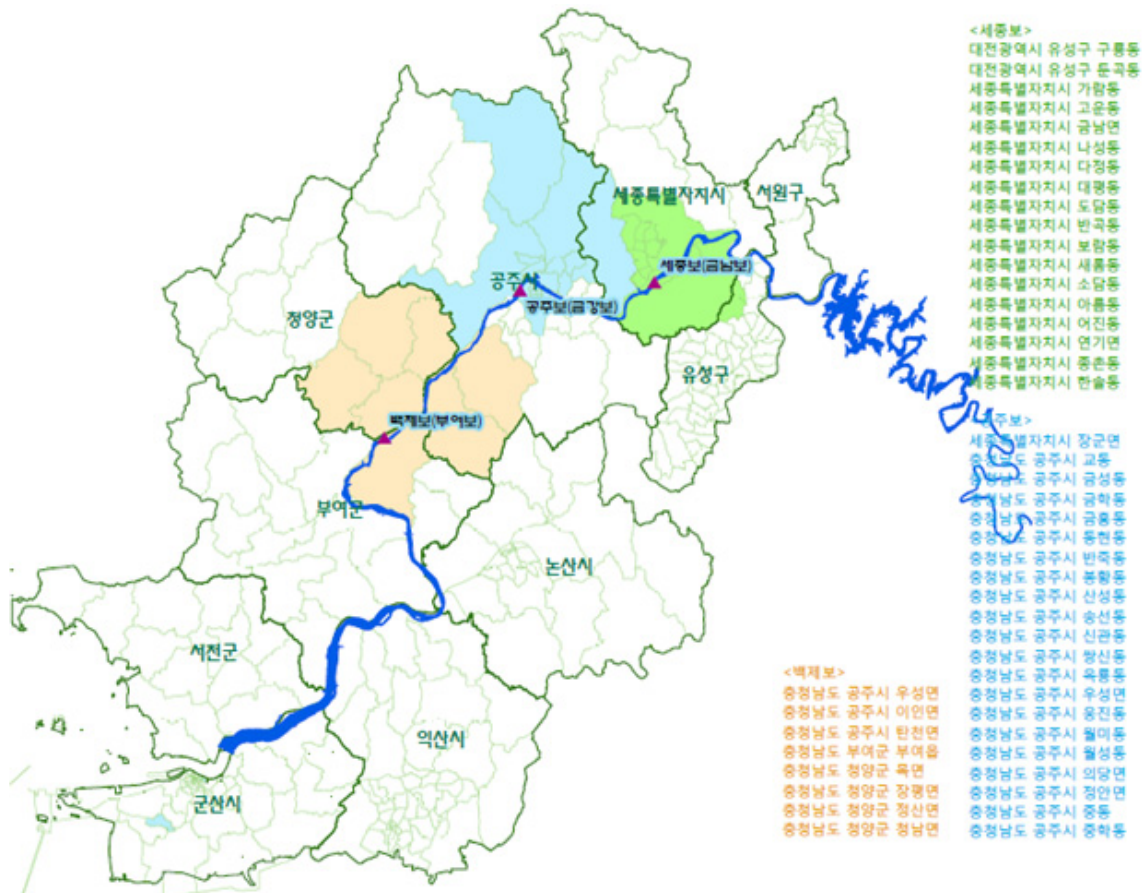 세종특별자치시
서원구
세종보(금남보)
공주시
공주보(금강보)
청양군
유성구
백제보(부여보)
부여군
논산시
서천군
익산시
군산시
<세종보>
대전광역시 유성구 구룡동
대전광역시 유성구 둔곡동
세종특별자치시 가람동
세종특별자치시 고운동
세종특별자치시 금남면
세종특별자치시 나성동
세종특별자치시 다정동
세종특별자치시 대평동
세종특별자치시 도담동
세종특별자치시 반곡동
세종특별자치시 보람동
세종특별자치시 새롬동
세종특별자치시 소담동
세종특별자치시 아름동
세종특별자치시 어진동
세종특별자치시 연기면
세종특별자치시 종촌동
세종특별자치시 한솔동
<공주보>
세종특별자치시 장군면
충청남도 공주시 교동
충청남도 공주시 금성동
충청남도 공주시 금학동
충청남도 공주시 금흥동
충청남도 공주시 동현동
충청남도 공주시 반죽동
충청남도 공주시 봉황동
충청남도 공주시 산성동
충청남도 공주시 송선동
충청남도 공주시 신관동
충청남도 공주시 쌍신동
충청남도 공주시 옥룡동
충청남도 공주시 우성면
충청남도 공주시 웅진동
충청남도 공주시 월미동
충청남도 공주시 월성동
충청남도 공주시 의당면
충청남도 공주시 정안면
충청남도 공주시 중동
충청남도 공주시 중학동
<백제보>
충청남도 공주시 우성면
충청남도 공주시 이인면
충청남도 공주시 탄천면
충청남도 부여군 부여읍
충청남도 청양군 목면
충청남도 청양군 장평면
충청남도 청양군 정산면
충청남도 청양군 청남면